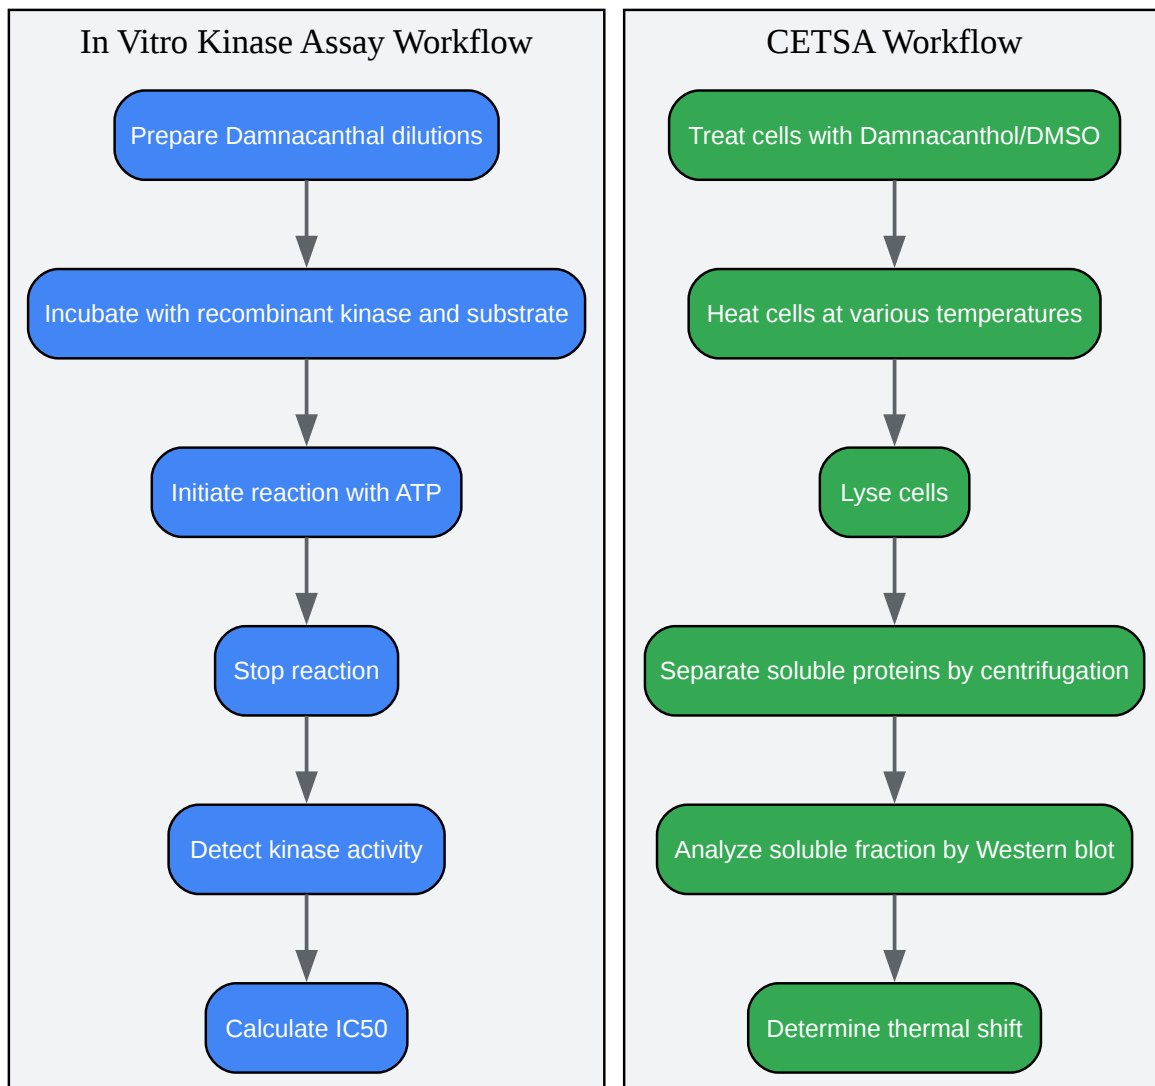 In Vitro Kinase Assay Workflow
Prepare Damnacanthal dilutions
Incubate with recombinant kinase and substrate
Initiate reaction with ATP
Stop reaction
Detect kinase activity
Calculate IC50
CETSA Workflow
Treat cells with Damnacanthol/DMSO
Heat cells at various temperatures
Lyse cells
Separate soluble proteins by centrifugation
Analyze soluble fraction by Western blot
Determine thermal shift